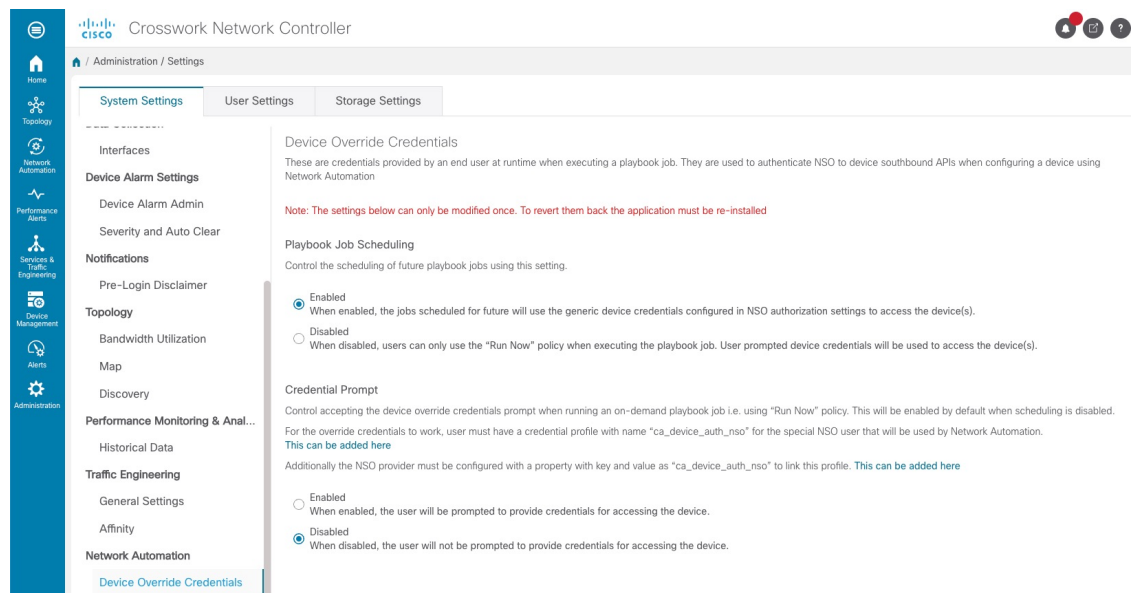 CISCO Crosswork Network Controller
?
/ Administration / Settings
Home
Topology
Network
Automation
Performance
Alerts
Services &
Traffic
Engineering
Device
Management
Alerts
Administration
System Settings User Settings Storage Settings
Interfaces
Device Alarm Settings
Device Alarm Admin
Severity and Auto Clear
Notifications
Pre-Login Disclaimer
Topology
Bandwidth Utilization
Map
Discovery
Performance Monitoring & Anal...
Historical Data
Traffic Engineering
General Settings
Affinity
Network Automation
Device Override Credentials
Device Override Credentials
These are credentials provided by an end user at runtime when executing a playbook job. They are used to authenticate NSO to device southbound APIs when configuring a device using
Network Automation
Note: The settings below can only be modified once. To revert them back the application must be re-installed
Playbook Job Scheduling
Control the scheduling of future playbook jobs using this setting.
Enabled
When enabled, the jobs scheduled for future will use the generic device credentials configured in NSO authorization settings to access the device(s).
Disabled
When disabled, users can only use the “Run Now” policy when executing the playbook job. User prompted device credentials will be used to access the device(s).
Credential Prompt
Control accepting the device override credentials prompt when running an on-demand playbook job i.e. using “Run Now” policy. This will be enabled by default when scheduling is disabled.
For the override credentials to work, user must have a credential profile with name “ca_device_auth_nso” for the special NSO user that will be used by Network Automation.
This can be added here
Additionally the NSO provider must be configured with a property with key and value as “ca_device_auth_nso” to link this profile. This can be added here
Enabled
When enabled, the user will be prompted to provide credentials for accessing the device.
Disabled
When disabled, the user will not be prompted to provide credentials for accessing the device.